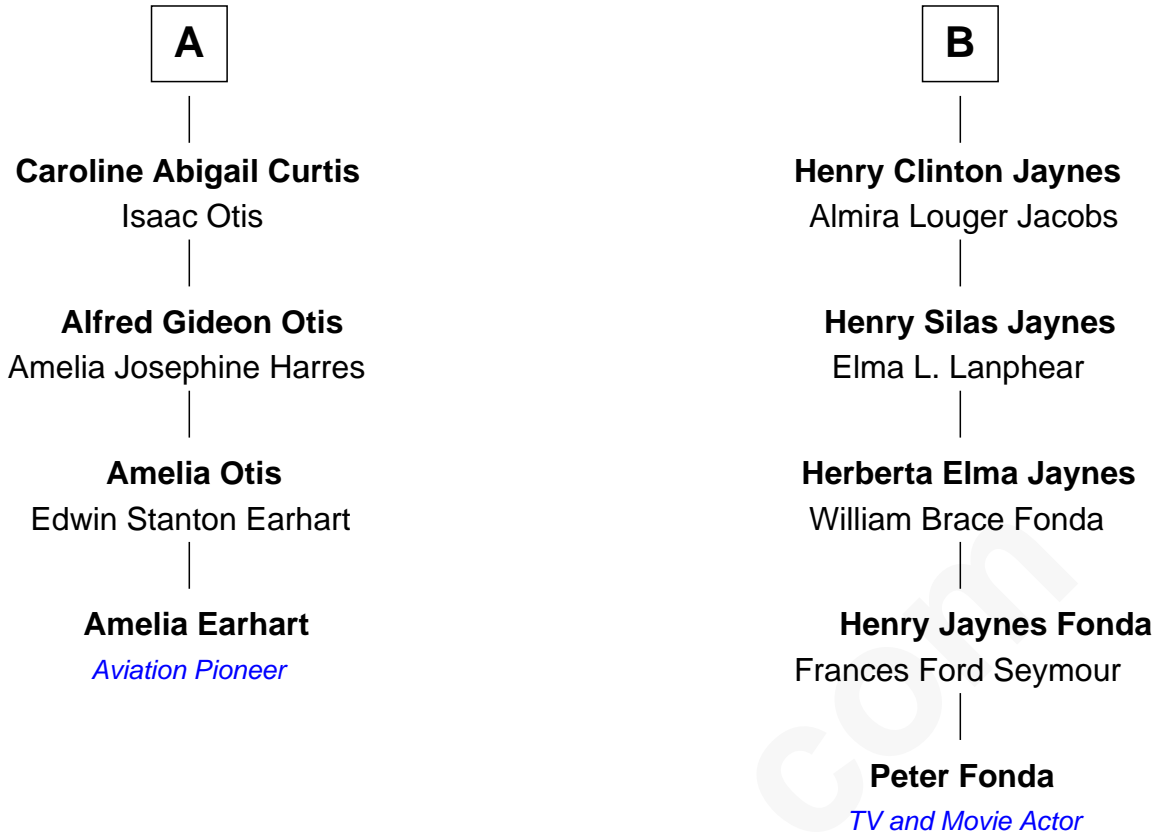 A
Caroline Abigail Curtis
Isaac Otis
Alfred Gideon Otis
Amelia Josephine Harres
Amelia Otis
Edwin Stanton Earhart
Amelia Earhart
Aviation Pioneer
B
Henry Clinton Jaynes
Almira Louger Jacobs
Henry Silas Jaynes
Elma L. Lanphear
Herberta Elma Jaynes
William Brace Fonda
Henry Jaynes Fonda
Frances Ford Seymour
Peter Fonda
TV and Movie Actor
com